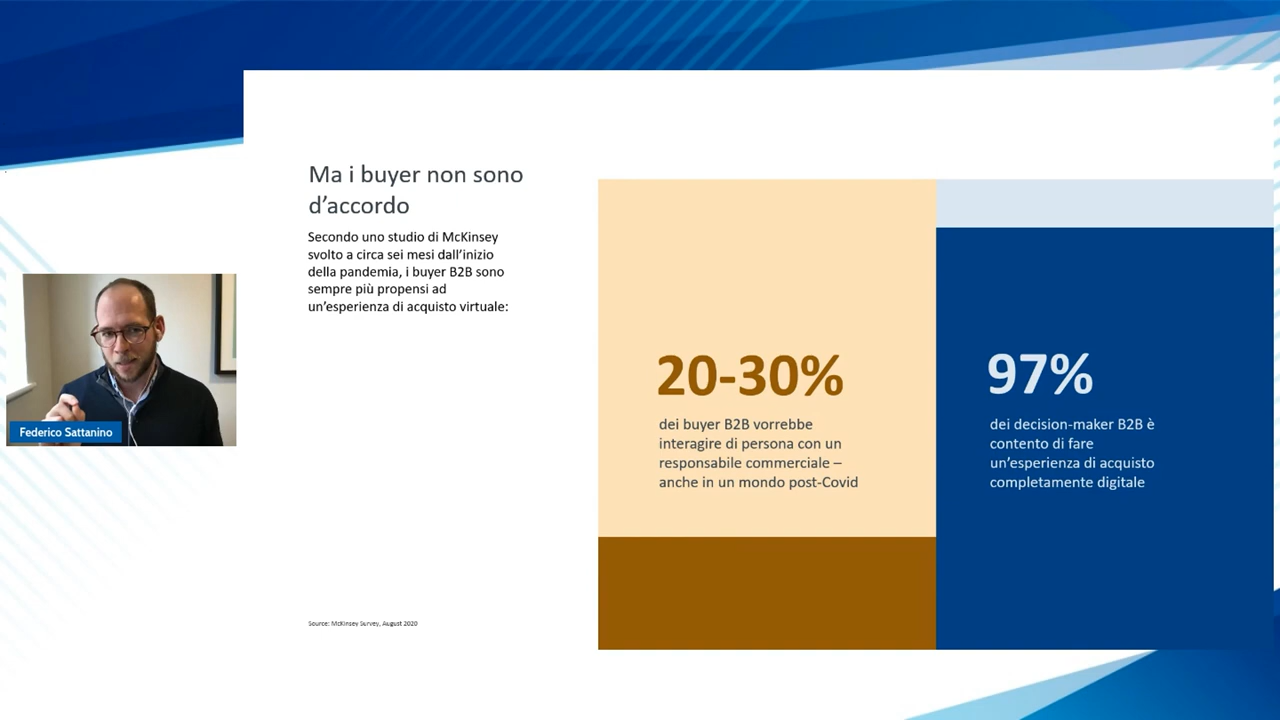 Ma i buyer non sono
d’accordo
Secondo uno studio di McKinsey
svolto a circa sei mesi dall’inizio
della pandemia, i buyer B2B sono
sempre più propensi ad
un’esperienza di acquisto virtuale:
20-30%
dei buyer B2B vorrebbe
interagire di persona con un
responsabile commerciale –
anche in un mondo post-Covid
97%
dei decision-maker B2B è
contento di fare
un’esperienza di acquisto
completamente digitale
Federico Sattanino
Source: McKinsey Survey, August 2020